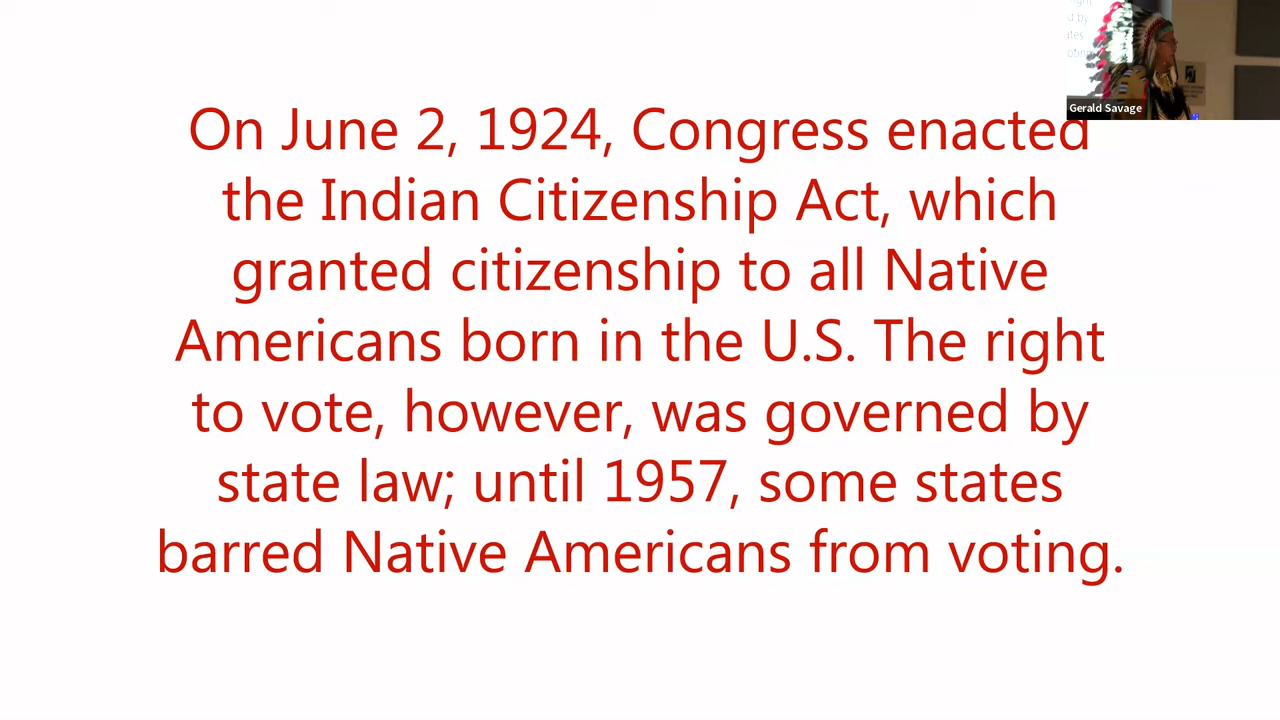 On June 2, 1924, Congress enacted
the Indian Citizenship Act, which
granted citizenship to all Native
Americans born in the U.S. The right
to vote, however, was governed by
state law; until 1957, some states
barred Native Americans from voting.
Gerald Savage